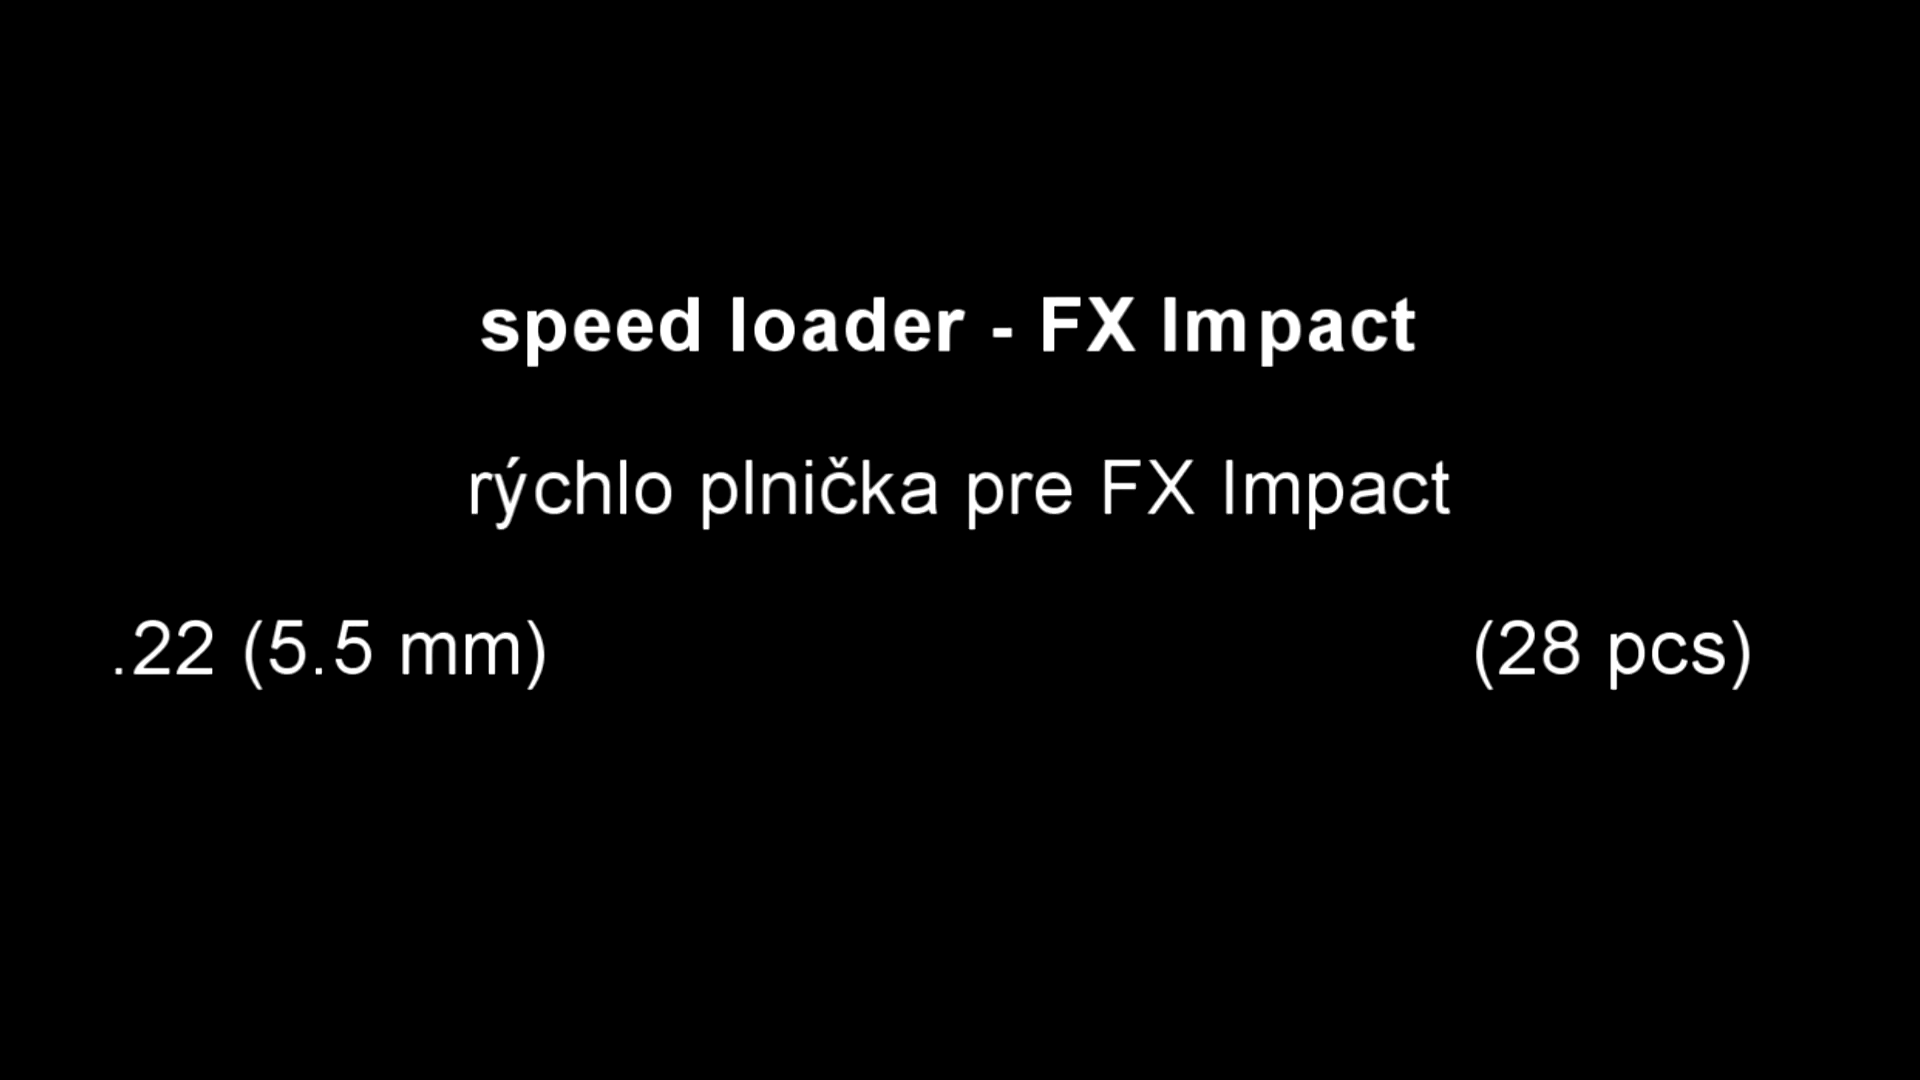 speed loader - FX Impact
rýchlo plnička pre FX Impact
.22 (5.5 mm) (28 pcs)